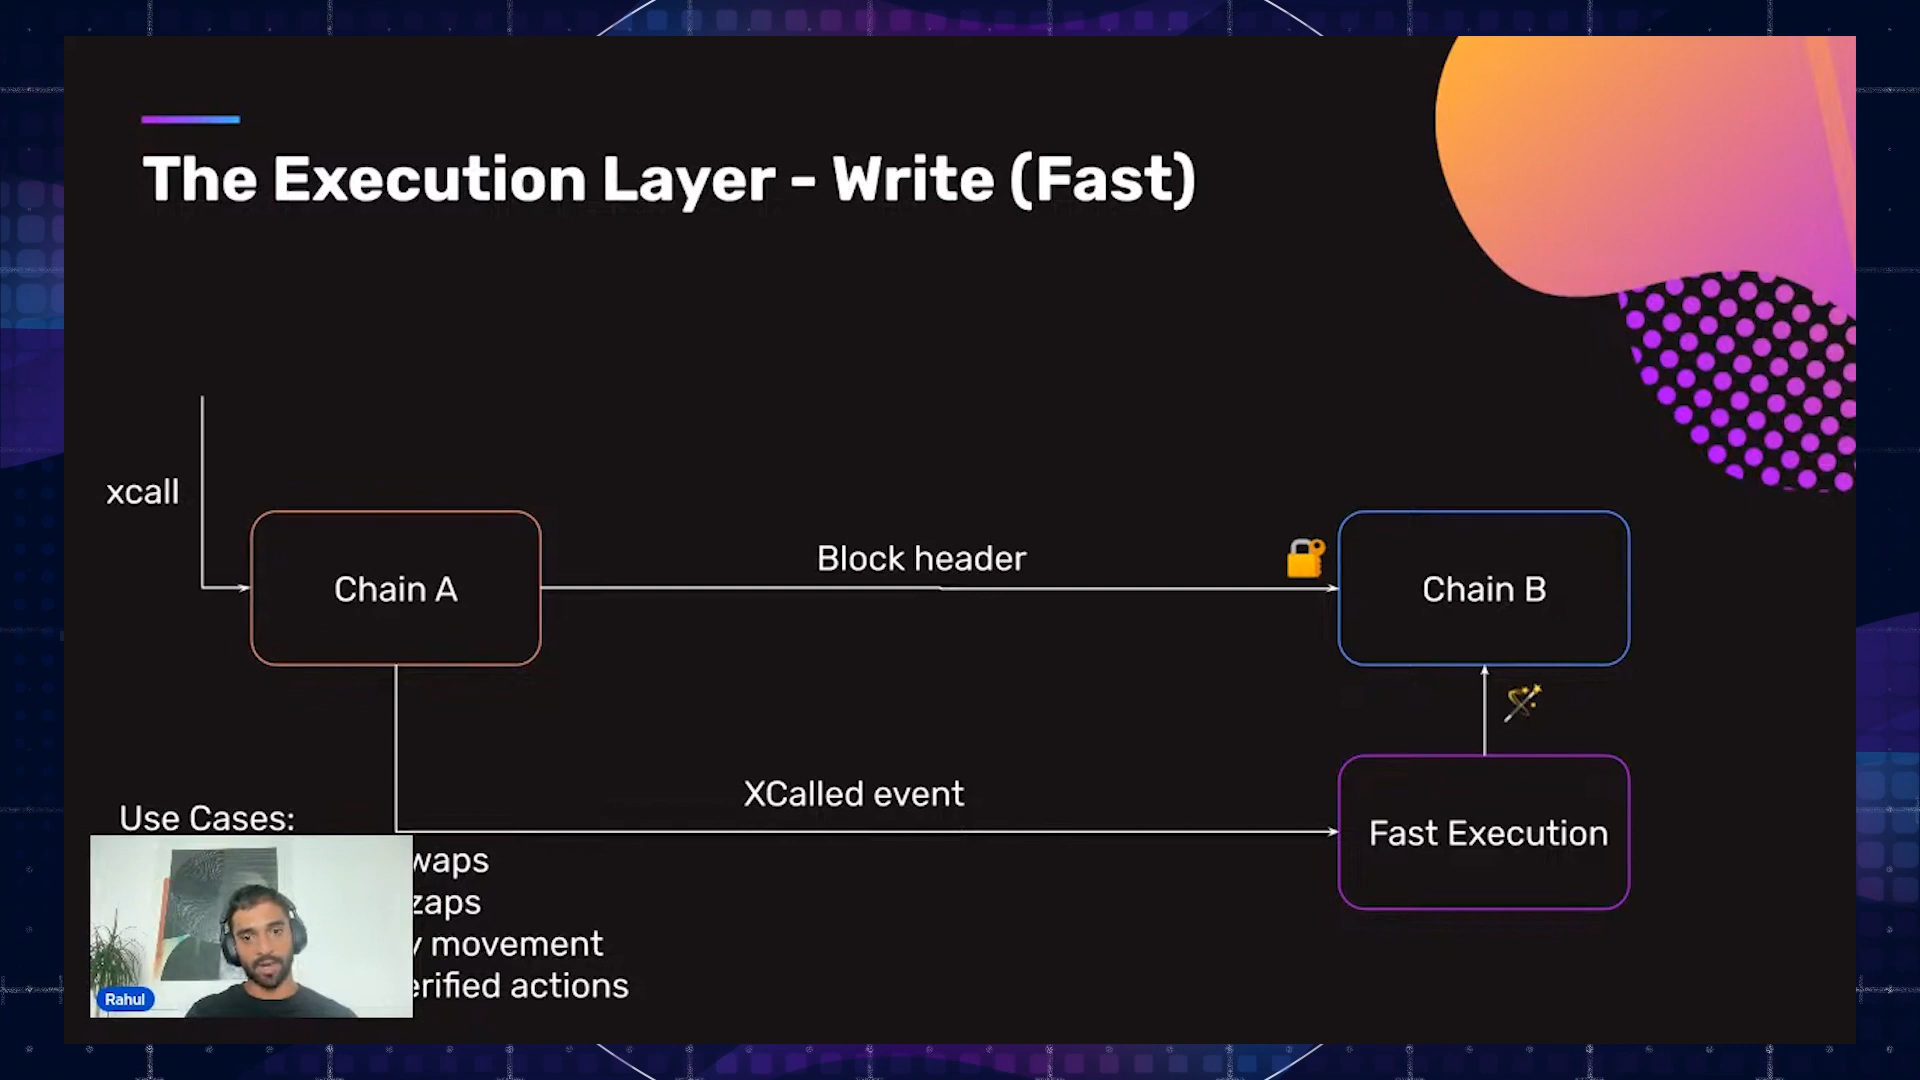 The Execution Layer - Write (Fast)
xcall
Chain A
Block header
Chain B
XCalled event
Fast Execution
Use Cases:
waps
zaps
movement
erified actions
Rahul